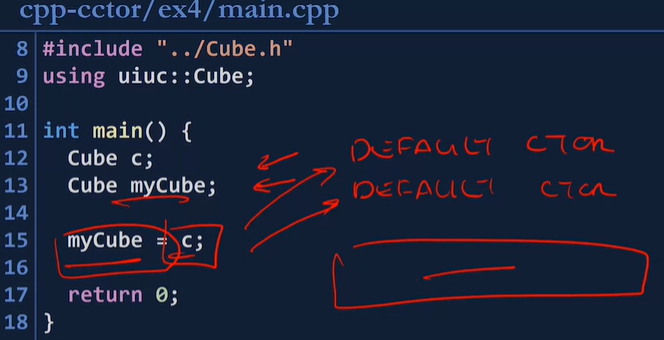 cpp-cctor/ex4/main.cpp
8 #include "../Cube.h"
9 using uiuc::Cube;
10
11 int main() {
12 Cube c; DEFAULT CTOR
13 Cube myCube; DEFAULT CTOR
14
15 myCube = c;
16
17 return 0;
18 }